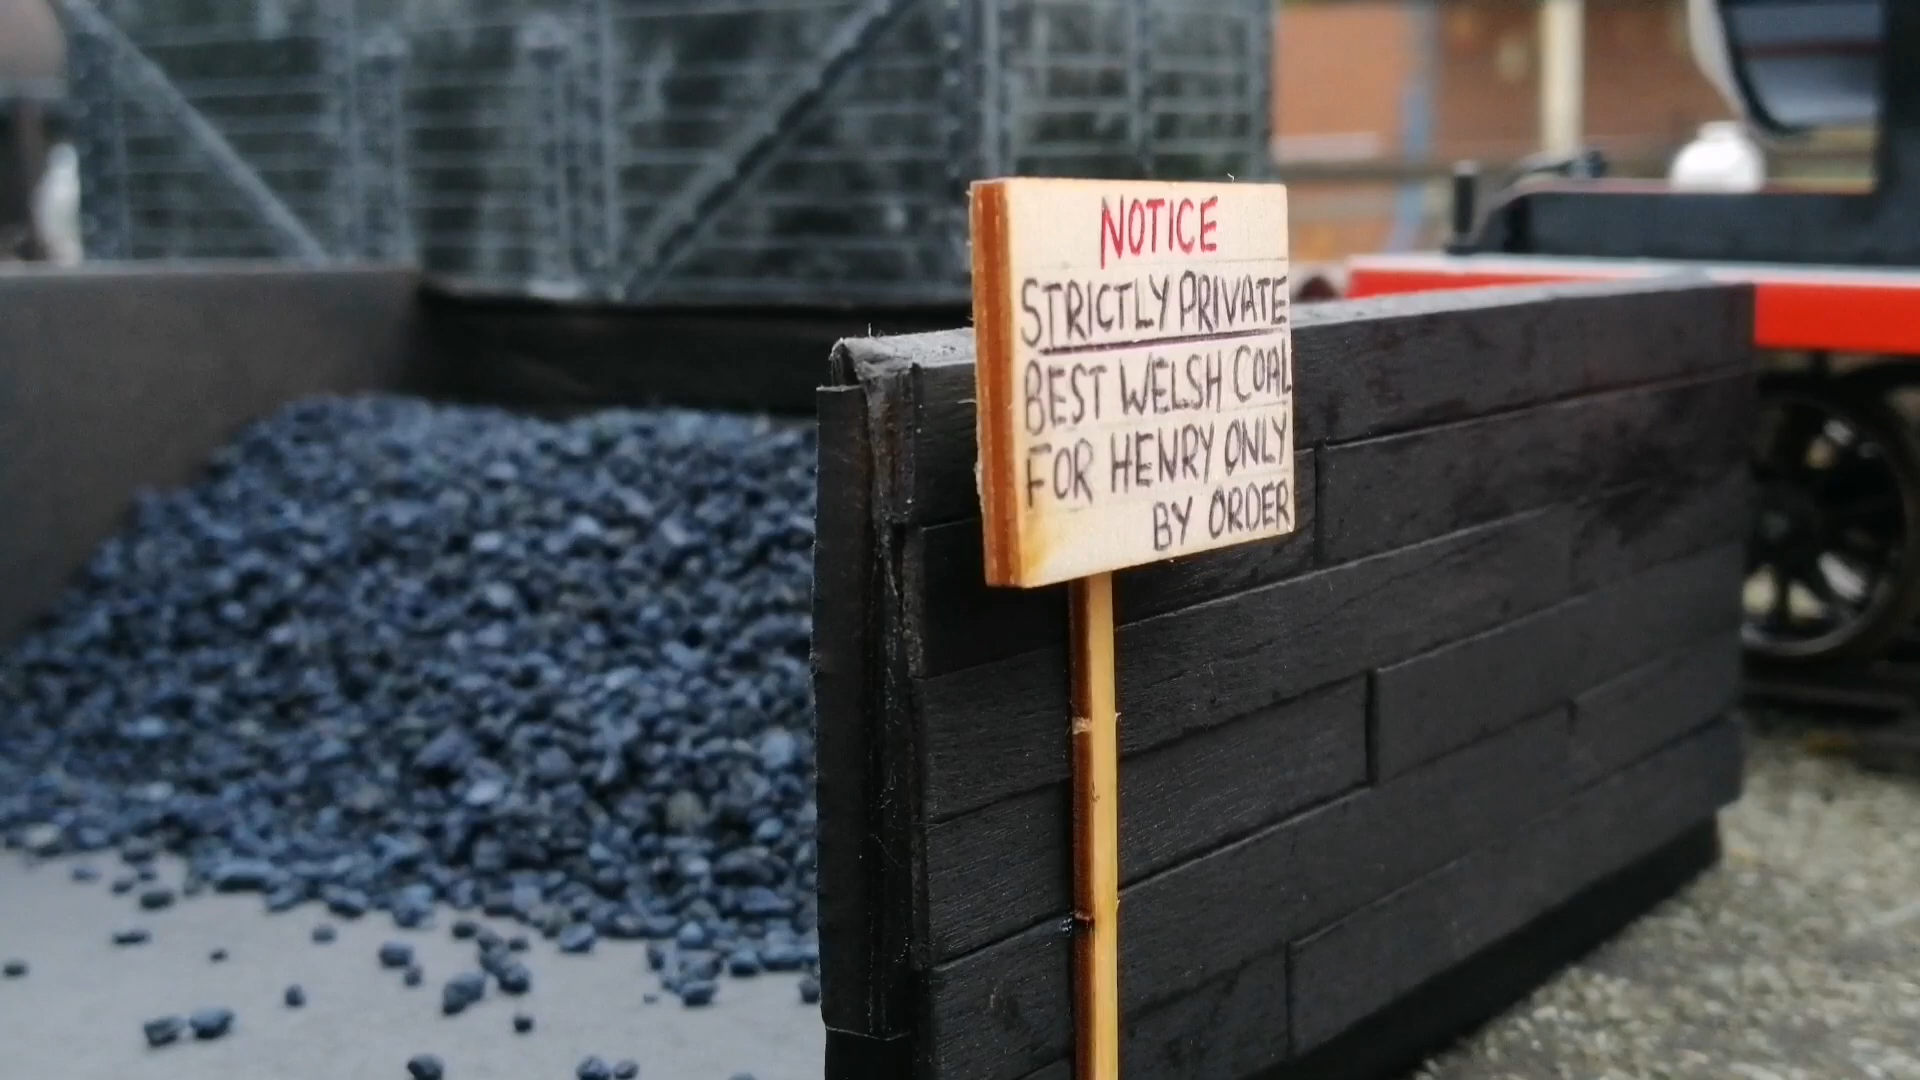 NOTICE
STRICTLY PRIVATE
BEST WELSH COAL
FOR HENRY ONLY
BY ORDER